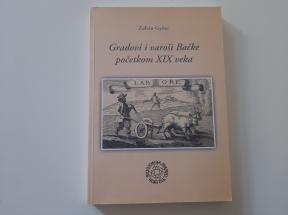 Zoltán Györe
Gradovi i varoši Bačke
početkom XIX veka
LABORE